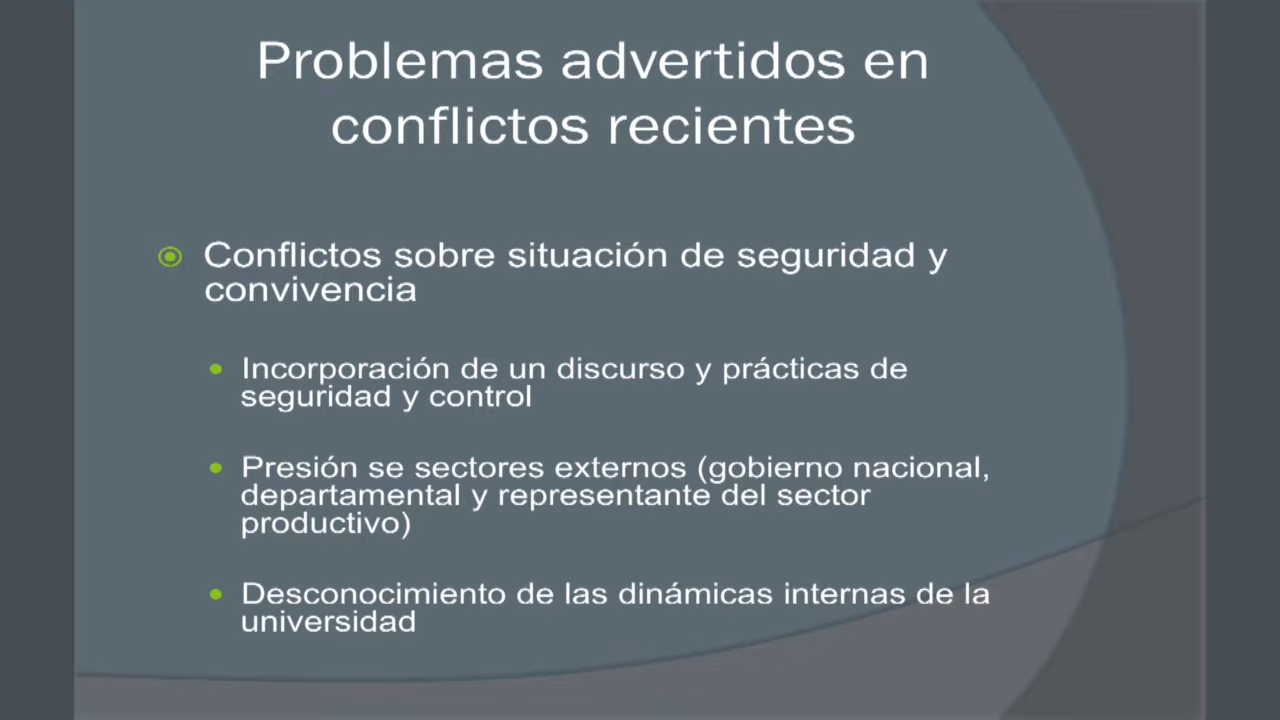 Problemas advertidos en
conflictos recientes
Conflictos sobre situación de seguridad y
convivencia
Incorporación de un discurso y prácticas de
seguridad y control
Presión se sectores externos (gobierno nacional,
departamental y representante del sector
productivo)
Desconocimiento de las dinámicas internas de la
universidad